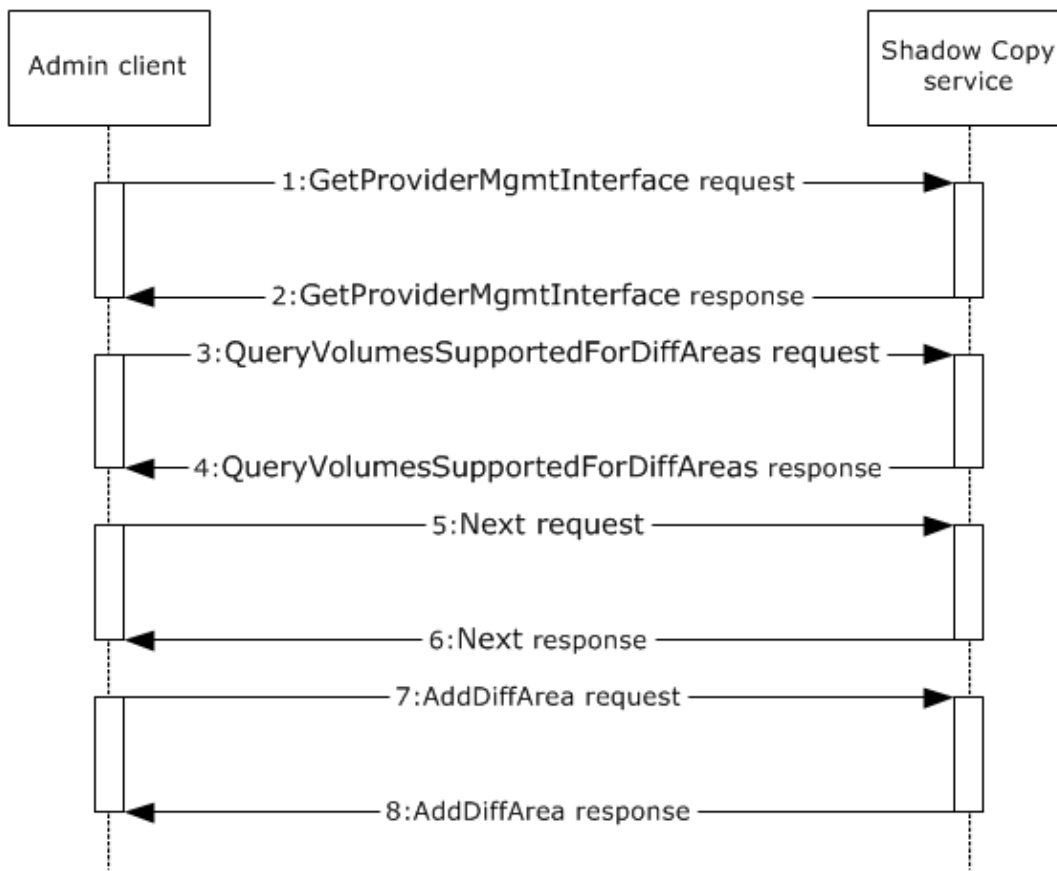 Admin client
Shadow Copy
service
1:GetProviderMgmtInterface request
2:GetProviderMgmtInterface response
3:QueryVolumesSupportedForDiffAreas request
4:QueryVolumesSupportedForDiffAreas response
5:Next request
6:Next response
7:AddDiffArea request
8:AddDiffArea response